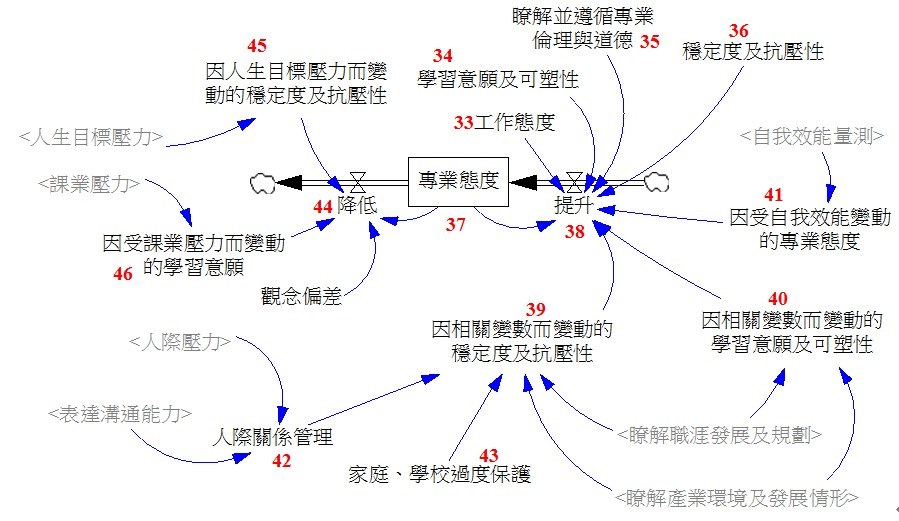 瞭解並遵循專業
倫理與道德 35
36
穩定度及抗壓性
45
因人生目標壓力而變
動的穩定度及抗壓性
34
學習意願及可塑性
33工作態度
<人生目標壓力>
<自我效能量測>
<課業壓力>
專業態度
44 降低
提升
37
38
41
因受自我效能變動
的專業態度
因受課業壓力而變動
46 的學習意願
觀念偏差
39
因相關變數而變動的
穩定度及抗壓性
40
因相關變數而變動的
學習意願及可塑性
<人際壓力>
<表達溝通能力>
人際關係管理
42
43
家庭、學校過度保護
<瞭解職涯發展及規劃>
<瞭解產業環境及發展情形>